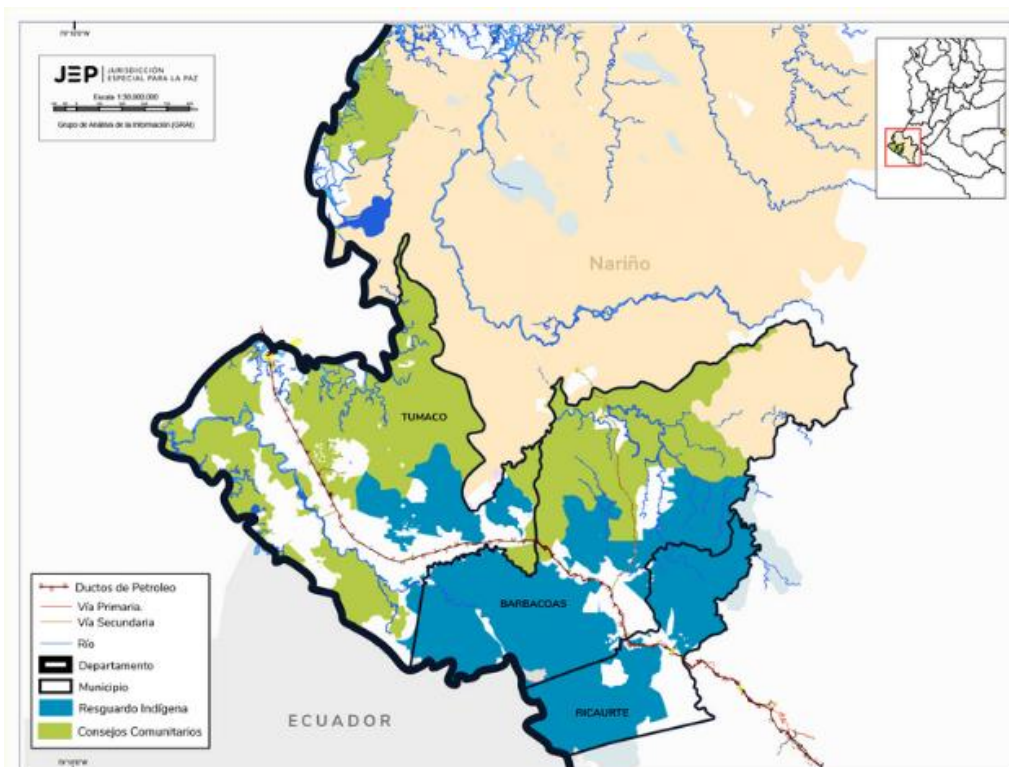 JEP JURISDICCIÓN
ESPECIAL PARA LA PAZ
Grupo de Análisis de la Información (GRAI)
Nariño
TUMACO
BARBACOAS
RICAURTE
ECUADOR
Ductos de Petroleo
Vía Primaria.
Vía Secundaria
Río
Departamento
Municipio
Resguardo Indígena
Consejos Comunitarios